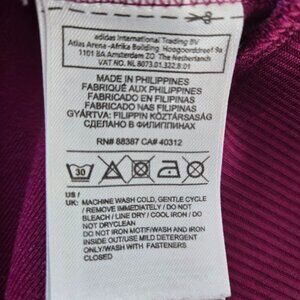 adidas International Trading BV
Atlas Arena -Afrika Building, Hoogoorddreef 9a
1101 BA Amsterdam ZO, The Netherlands
VAT NO. NL 8073.01.322.B.01
MADE IN PHILIPPINES
FABRIQUÉ AUX PHILIPPINES
FABRICADO EN FILIPINAS
FABRICADO NAS FILIPINAS
GYÁRTVA: FILIPPIN KÖZTÁRSASÁG
СДЕЛАНО В ФИЛИППИНАХ
RN# 88387 CA# 40312
30
US /
UK: MACHINE WASH COLD, GENTLE CYCLE
/ REMOVE IMMEDIATELY / DO NOT
BLEACH / LINE DRY / COOL IRON / DO
NOT DRYCLEAN
DO NOT IRON MOTIF/WASH AND IRON
INSIDE OUT/USE MILD DETERGENT
ONLY/WASH WITH FASTENERS
CLOSED